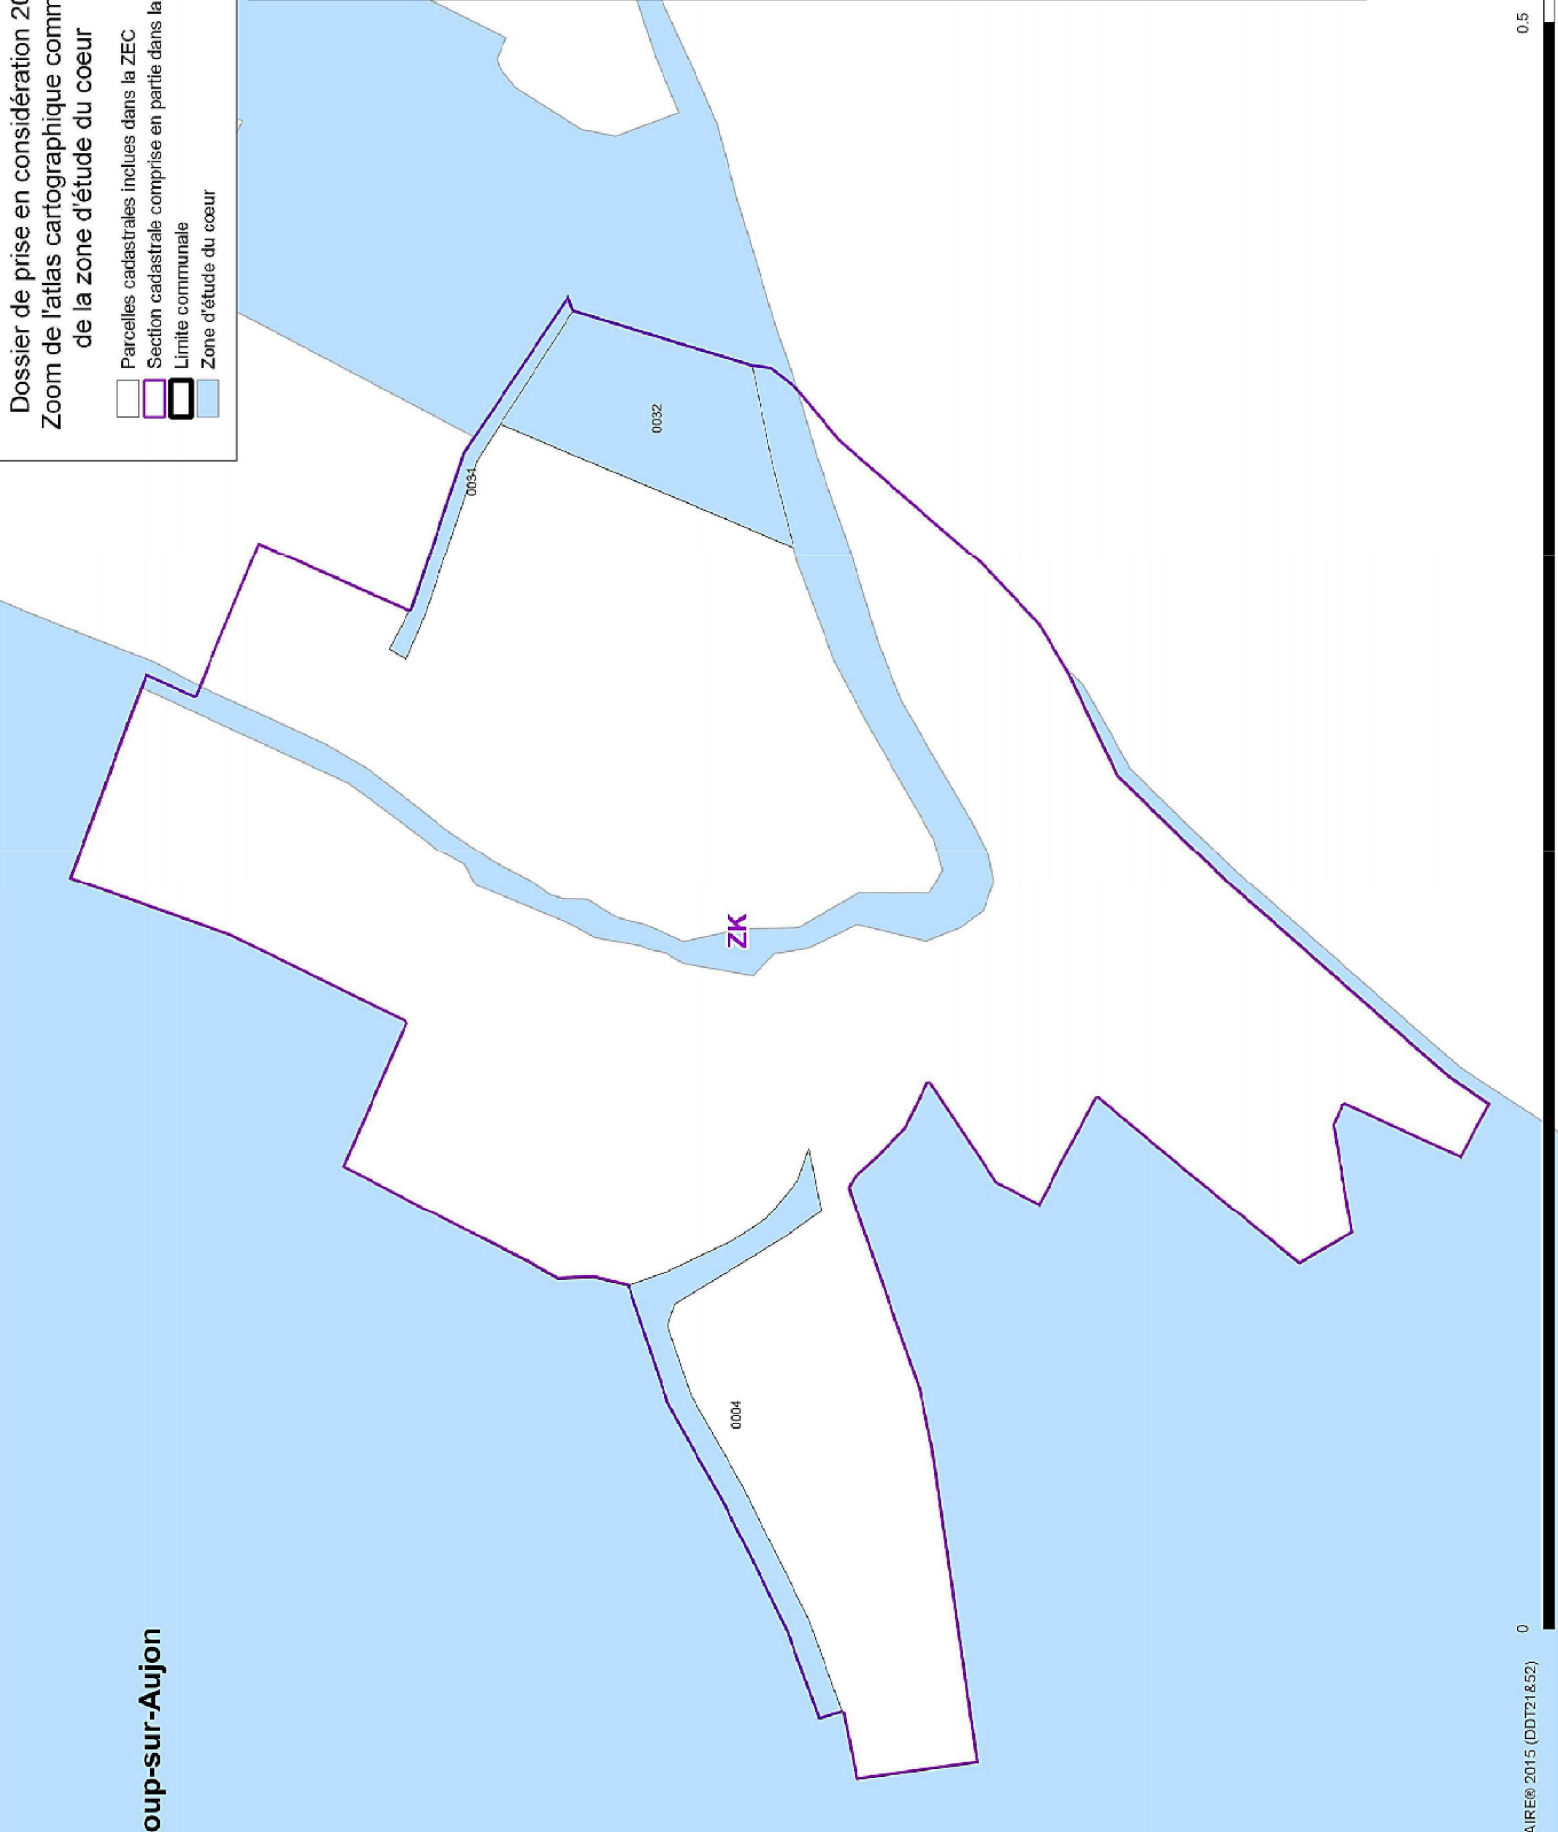 Dossier de prise en considération 20
Zoom de l'atlas cartographique comm
de la zone d'étude du coeur
Parcelles cadastrales inclues dans la ZEC
Section cadastrale comprise en partie dans la
Limite communale
Zone d'étude du cœur
0032
0031
ZK
0004
oup-sur-Aujon
0
0.5
AIRE® 2015 (DDT21&52)